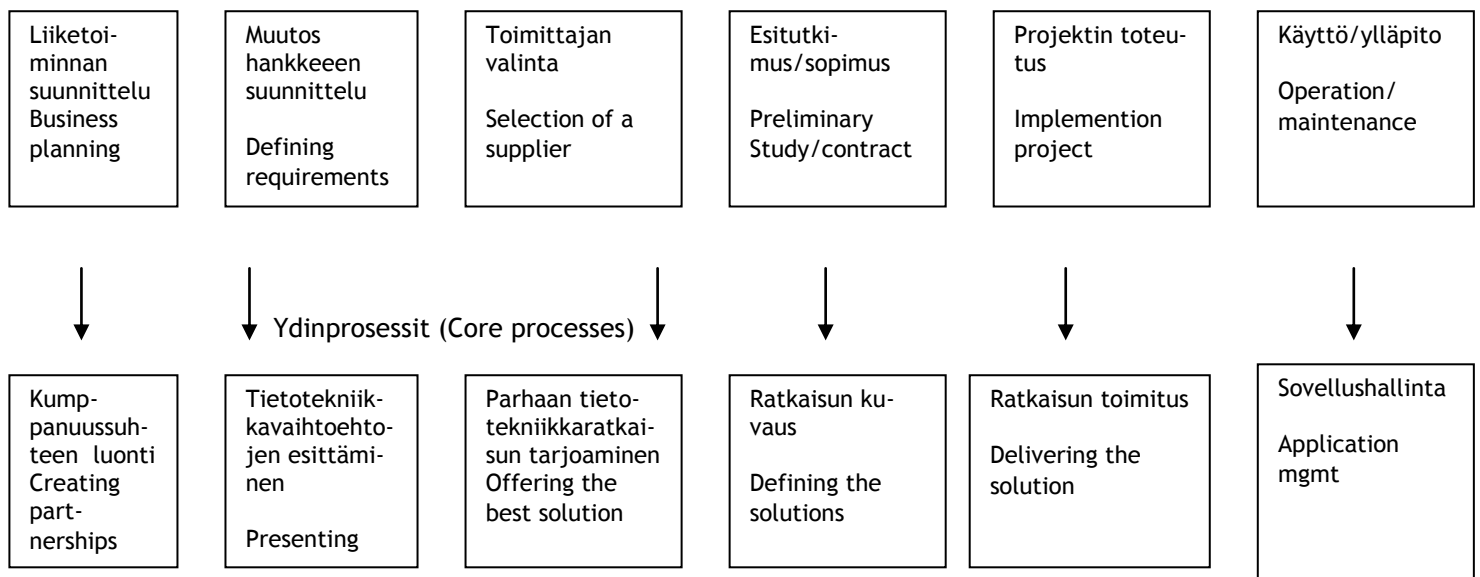 Liiketoi-
minnan
suunnittelu
Business
planning
Muutos
hankkeeen
suunnittelu
Defining
requirements
Toimittajan
valinta
Selection of a
supplier
Esitutki-
mus/sopimus
Preliminary
Study/contract
Projektin toteu-
tus
Implemention
project
Käyttö/ylläpito
Operation/
maintenance
Ydinprosessit (Core processes)
Kump-
panuussuh-
teen luonti
Creating
part-
nerships
Tietotekniik-
kavaihtoehto-
jen esittämi-
nen
Presenting
Parhaan tieto-
tekniikkaratkai-
sun tarjoaminen
Offering the
best solution
Ratkaisun ku-
vaus
Defining the
solutions
Ratkaisun toimitus
Delivering the
solution
Sovellushallinta
Application
mgmt